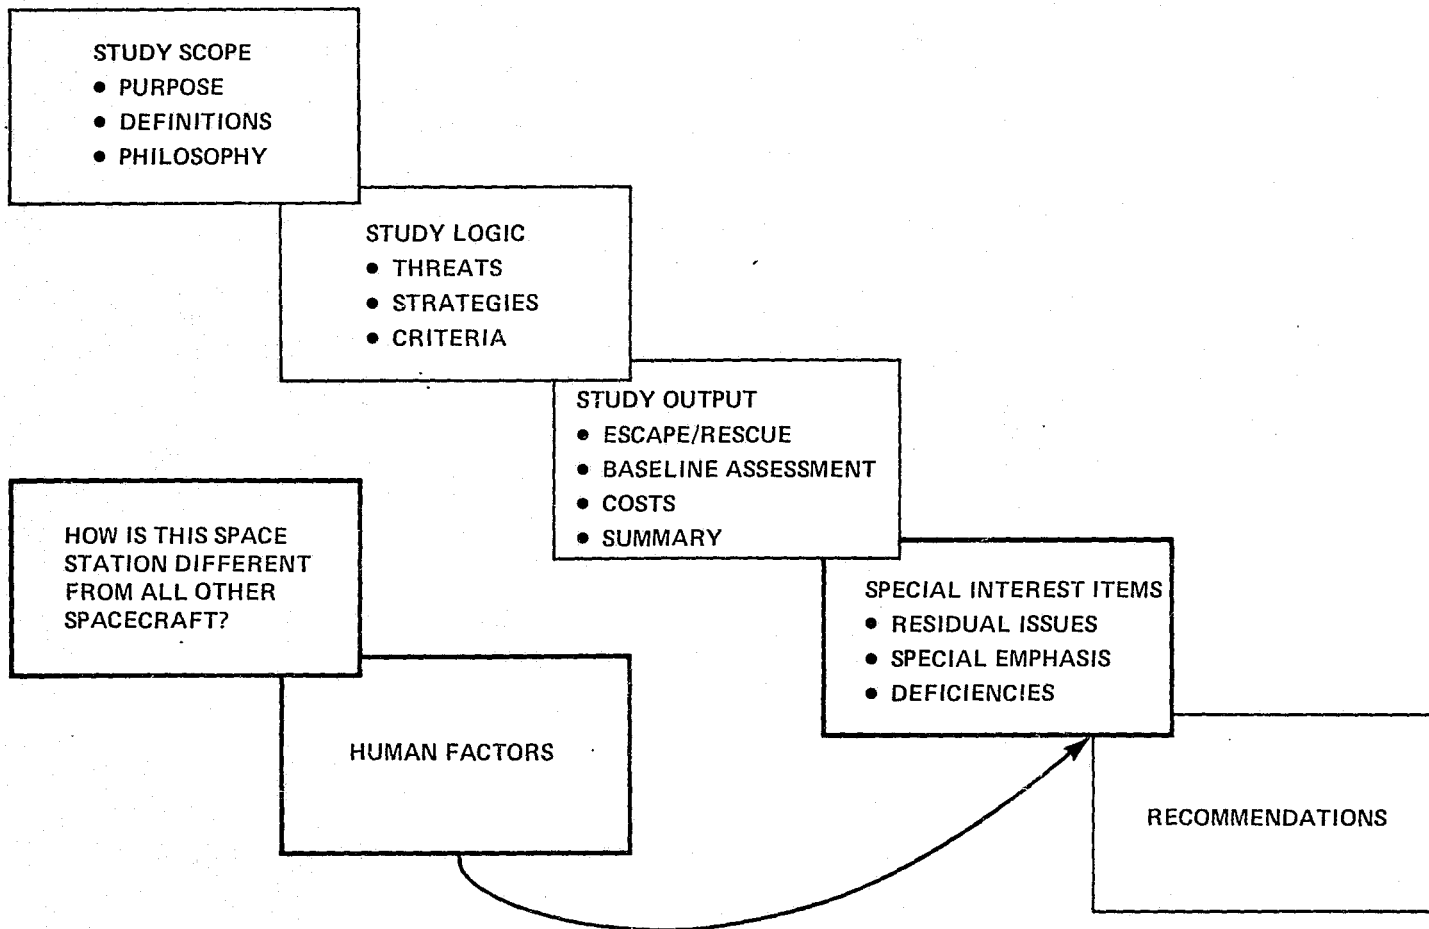 STUDY SCOPE
• PURPOSE
• DEFINITIONS
• PHILOSOPHY
STUDY LOGIC
• THREATS
• STRATEGIES
• CRITERIA
STUDY OUTPUT
• ESCAPE/RESCUE
• BASELINE ASSESSMENT
• COSTS
• SUMMARY
HOW IS THIS SPACE
STATION DIFFERENT
FROM ALL OTHER
SPACECRAFT?
HUMAN FACTORS
SPECIAL INTEREST ITEMS
• RESIDUAL ISSUES
• SPECIAL EMPHASIS
• DEFICIENCIES
RECOMMENDATIONS